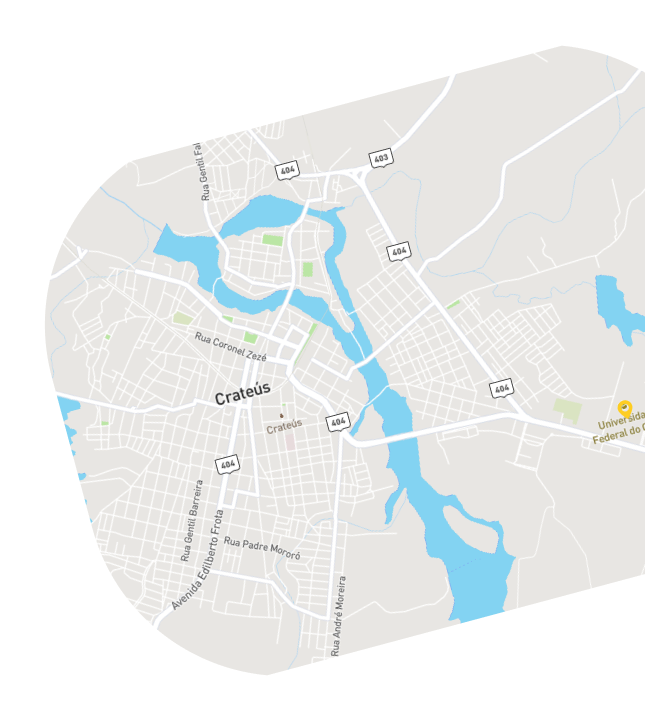 Rua Gentil
403
404
404
Rua Coronel Zezé
Crateús
404
Universida
Federal do
404
Crateús
404
Rua Gentil Barreira
Avenida Edilberto Frota
Rua Padre Mororó
Rua André Moreira